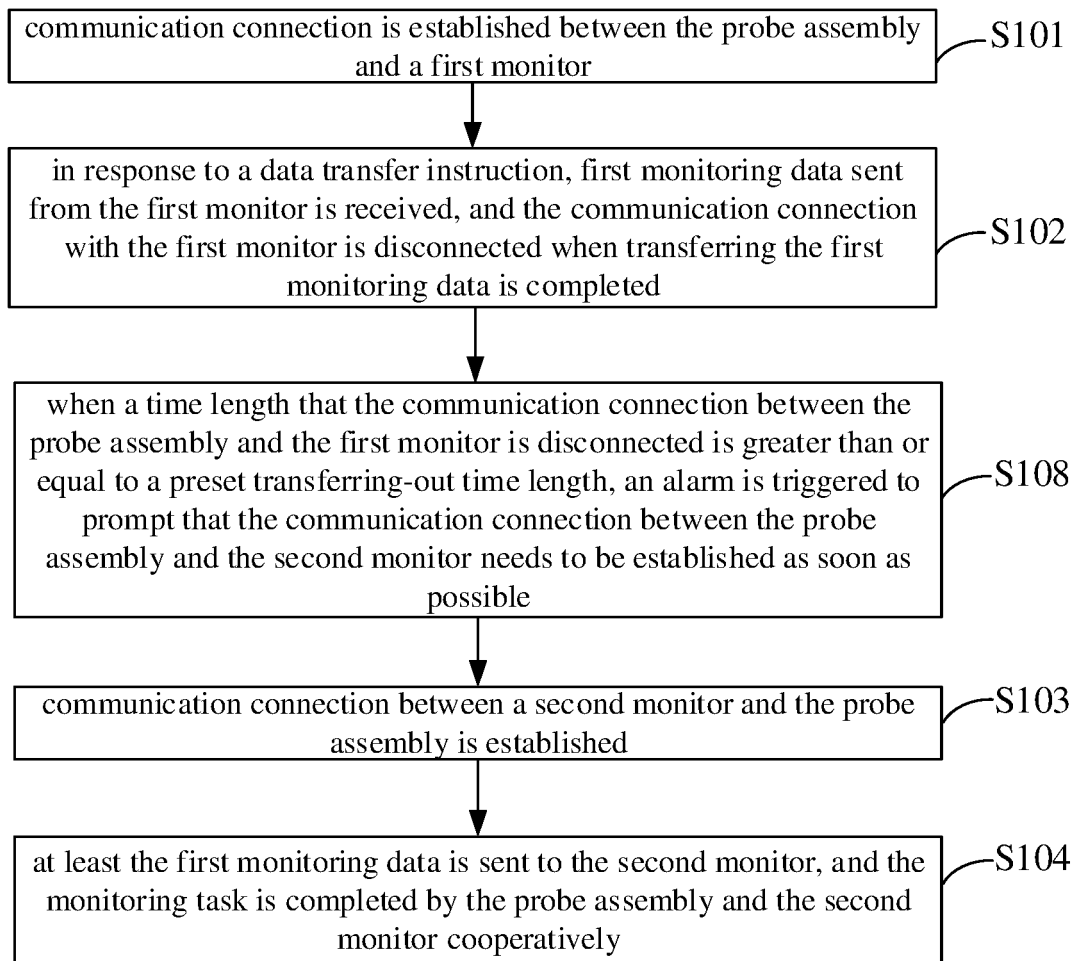 communication connection is established between the probe assembly
and a first monitor
S101
in response to a data transfer instruction, first monitoring data sent
from the first monitor is received, and the communication connection
with the first monitor is disconnected when transferring the first
monitoring data is completed
S102
when a time length that the communication connection between the
probe assembly and the first monitor is disconnected is greater than or
equal to a preset transferring-out time length, an alarm is triggered to
prompt that the communication connection between the probe
assembly and the second monitor needs to be established as soon as
possible
S108
communication connection between a second monitor and the probe
assembly is established
S103
at least the first monitoring data is sent to the second monitor, and the
monitoring task is completed by the probe assembly and the second
monitor cooperatively
S104